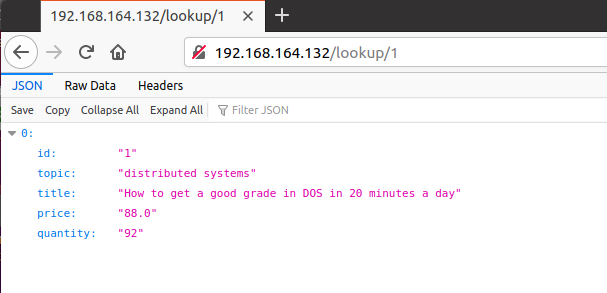 192.168.164.132/lookup/1
192.168.164.132/lookup/1
JSON Raw Data Headers
Save Copy Collapse All Expand All Filter JSON
0:
id: "1"
topic: "distributed systems"
title: "How to get a good grade in DOS in 20 minutes a day"
price: "88.0"
quantity: "92"